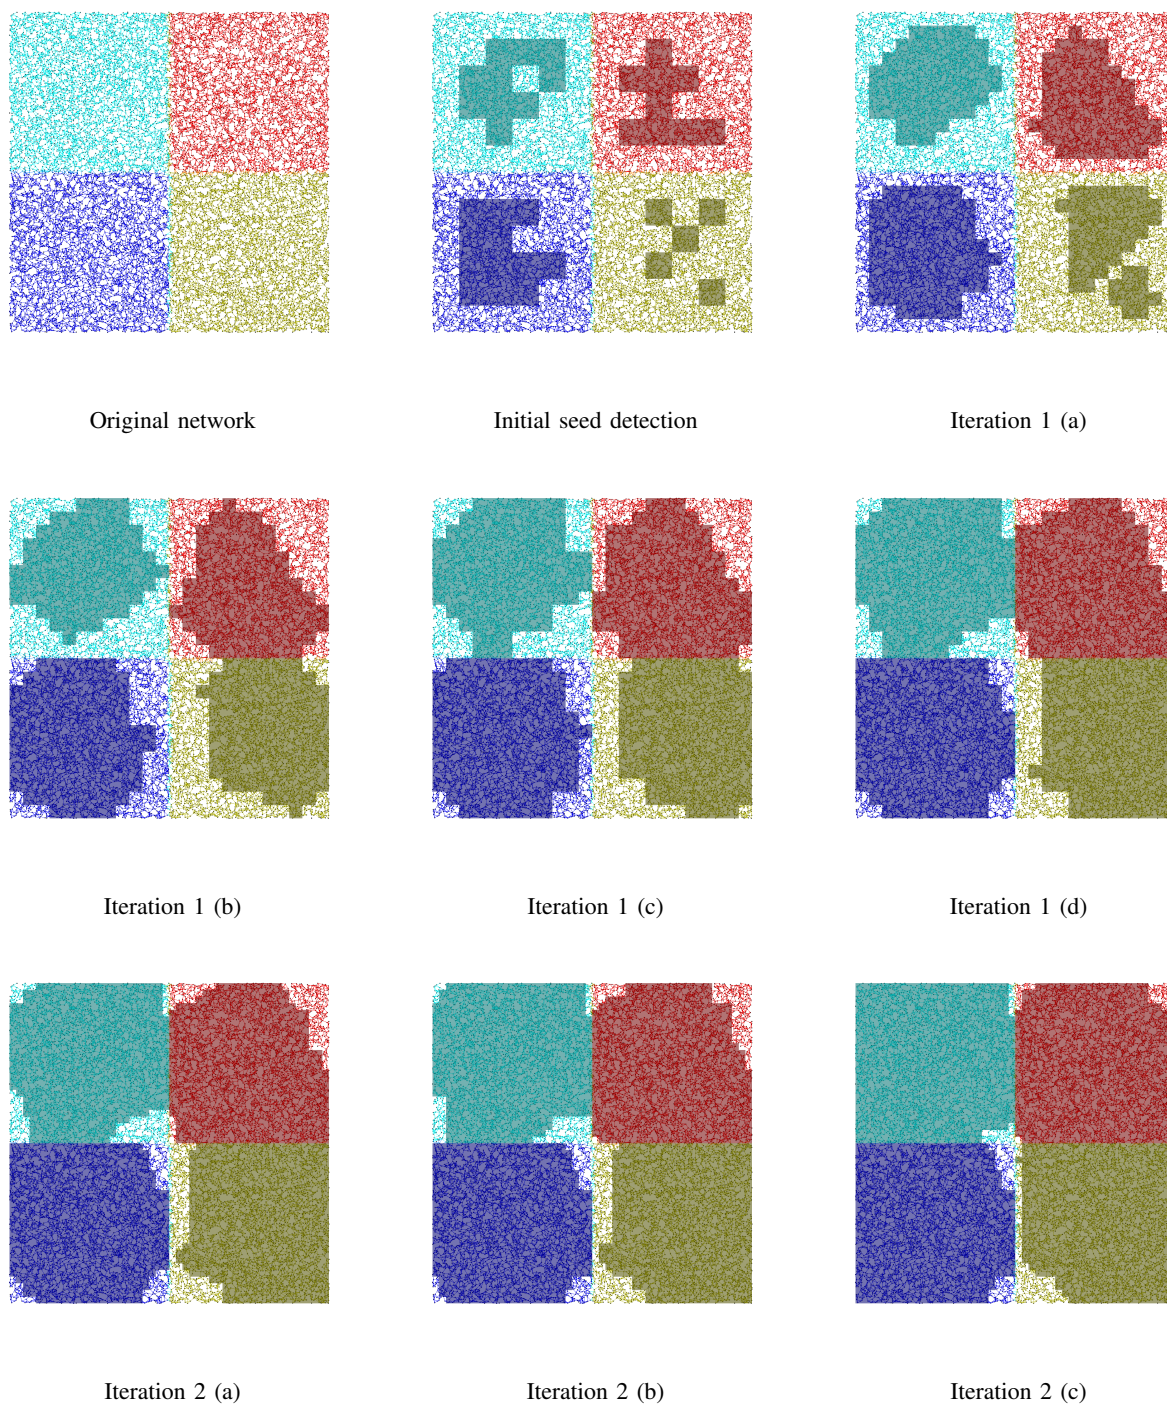 Original network
Initial seed detection
Iteration 1 (a)
Iteration 1 (b)
Iteration 1 (c)
Iteration 1 (d)
Iteration 2 (a)
Iteration 2 (b)
Iteration 2 (c)